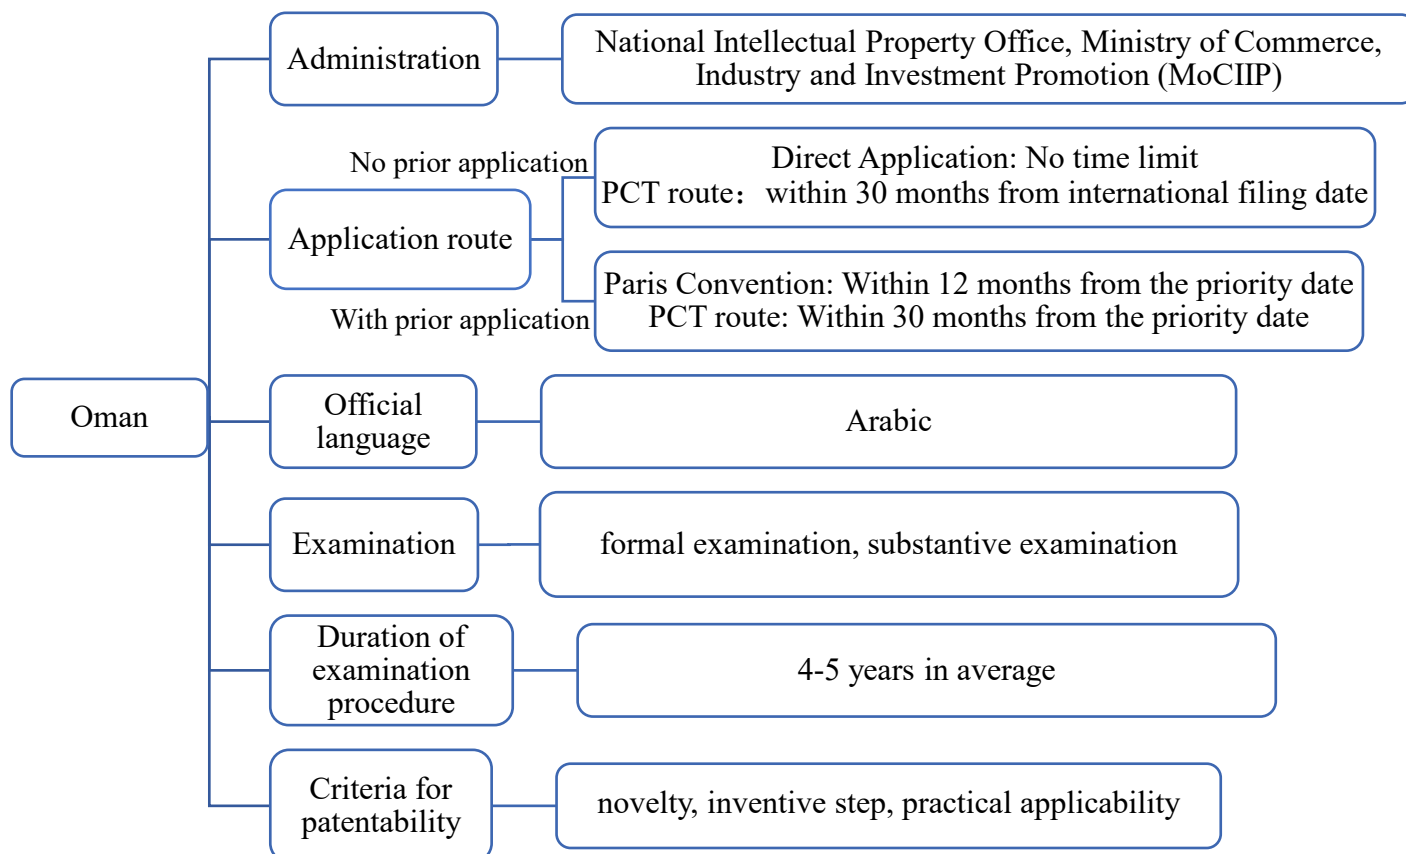 Oman
Administration
National Intellectual Property Office, Ministry of Commerce,
Industry and Investment Promotion (MoCIIP)
Application route
No prior application
Direct Application: No time limit
PCT route：within 30 months from international filing date
With prior application
Paris Convention: Within 12 months from the priority date
PCT route: Within 30 months from the priority date
Official
language
Arabic
Examination
formal examination, substantive examination
Duration of
examination
procedure
4-5 years in average
Criteria for
patentability
novelty, inventive step, practical applicability